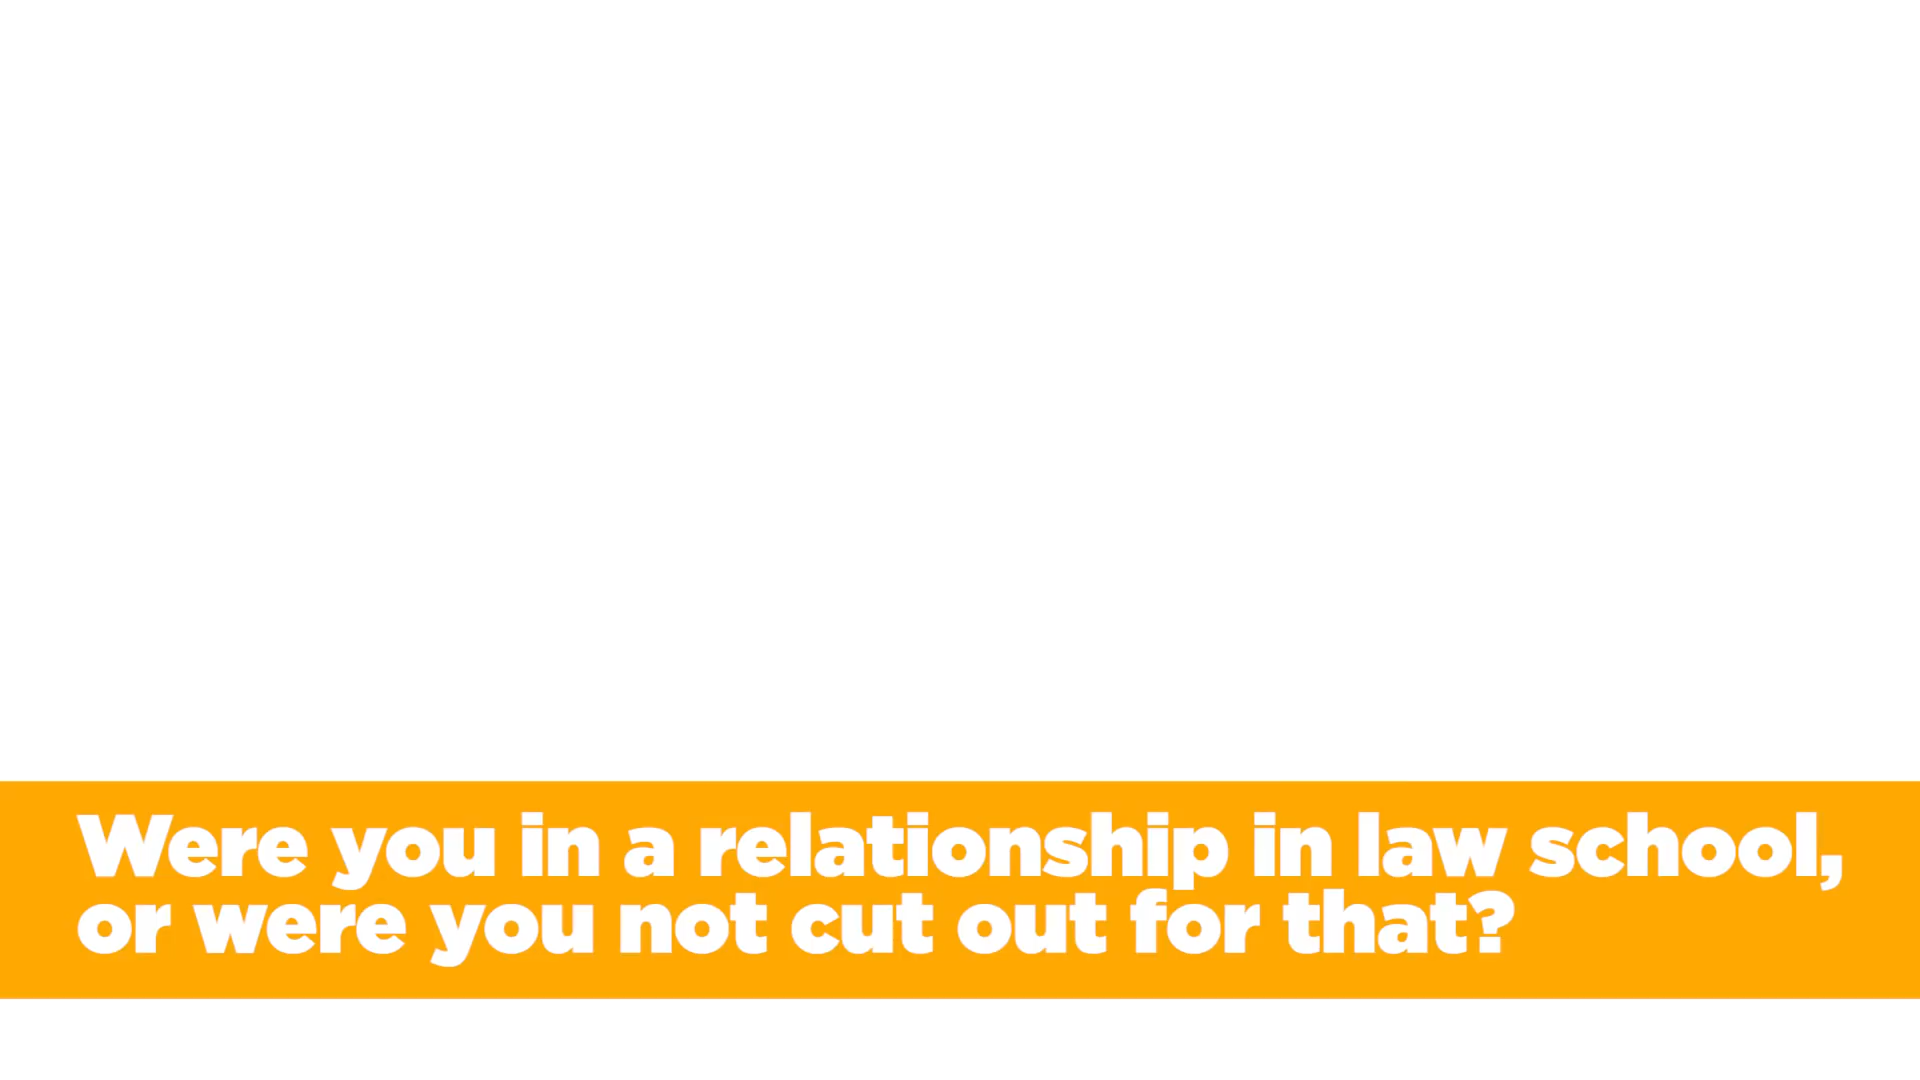 Were you in a relationship in law school,
or were you not cut out for that?